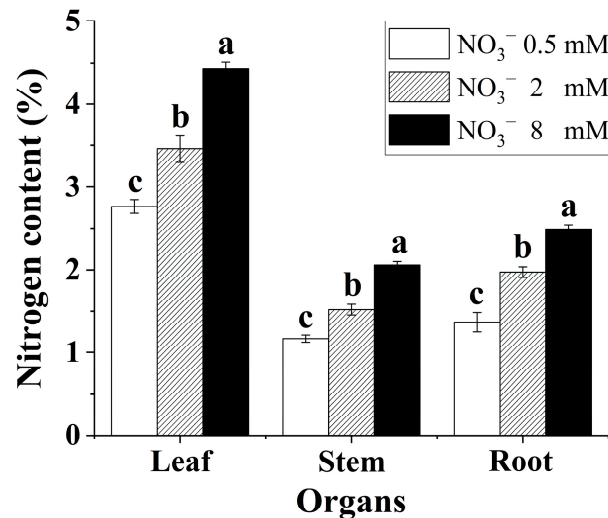 5
4
3
2
1
0
Nitrogen content (%)
NO₃⁻ 0.5 mM
NO₃⁻ 2 mM
NO₃⁻ 8 mM
c b a
c b a
c b a
Leaf Stem Root
Organs